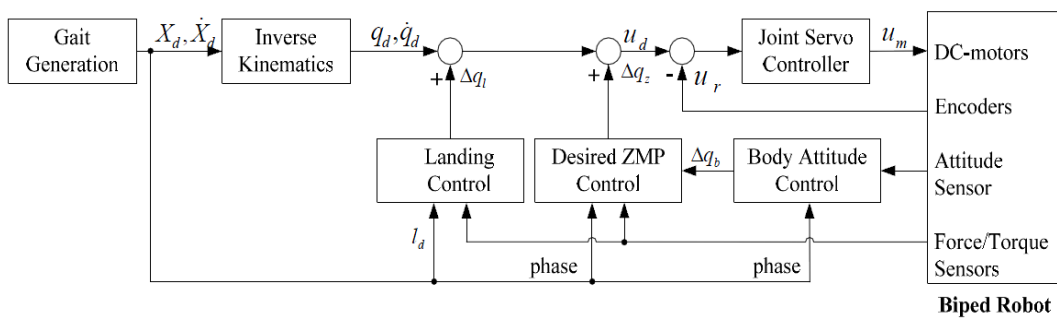 Gait
Generation
X_d, Ẋ_d
Inverse
Kinematics
q_d, q̇_d
+
Δq_l
u_d
+
Δq_z
-
u_r
Joint Servo
Controller
u_m
DC-motors
Encoders
Attitude
Sensor
Force/Torque
Sensors
Biped Robot
Landing
Control
Desired ZMP
Control
Δq_b
Body Attitude
Control
l_d
phase
phase